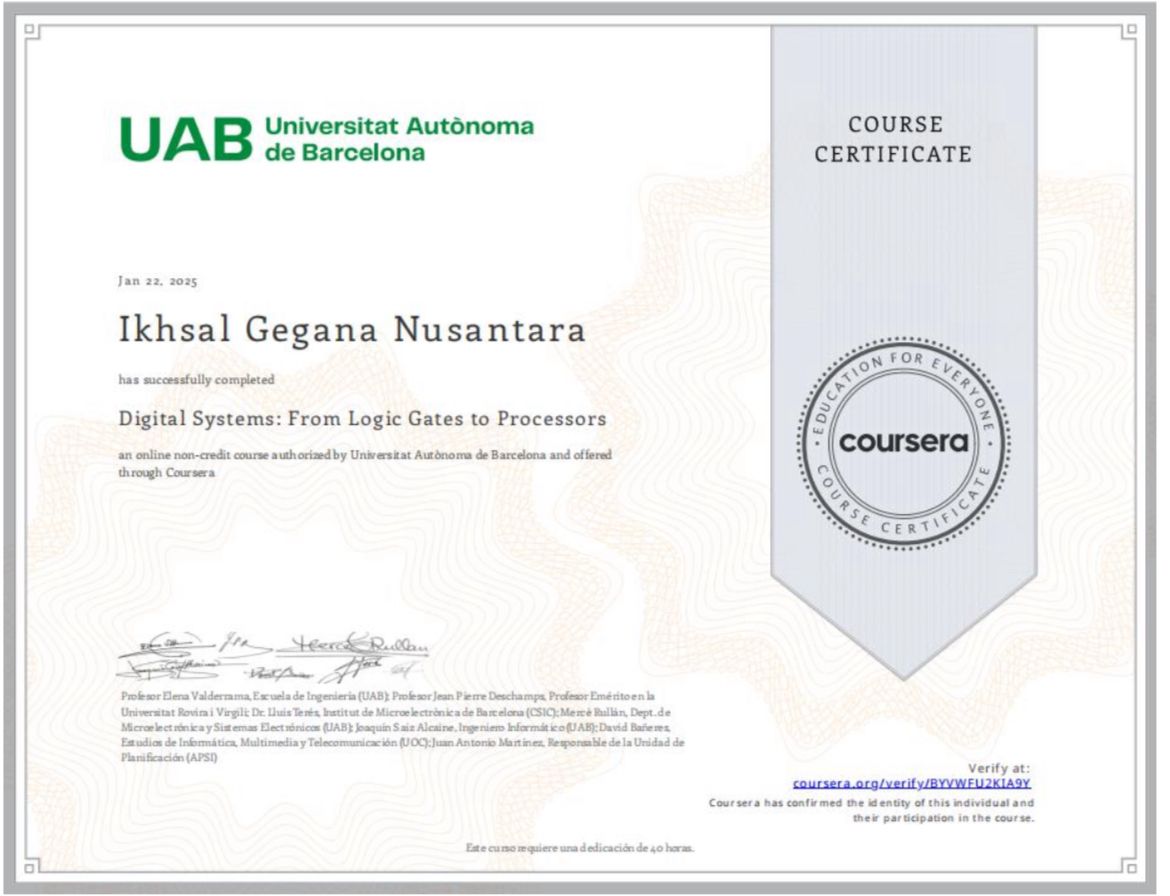 UAB Universitat Autònoma
de Barcelona
COURSE
CERTIFICATE
Jan 22, 2025
Ikhsal Gegana Nusantara
has successfully completed
Digital Systems: From Logic Gates to Processors
an online non-credit course authorized by Universitat Autònoma de Barcelona and offered
through Coursera
EDUCATION FOR EVERYONE
coursera
COURSE CERTIFICATE
Profesor Elena Valderrama, Escuela de Ingeniería (UAB); Profesor Jean Pierre Deschamps, Profesor Emérito en la
Universitat Rovira i Virgili; Dr. Lluis Terés, Institut de Microelectrònica de Barcelona (CSIC); Mercè Rullán, Dept. de
Microelectrónica y Sistemas Electrónicos (UAB); Joaquín Saiz Alcaine, Ingeniero Informático (UAB); David Bañeres,
Estudios de Informática, Multimedia y Telecomunicación (UOC); Juan Antonio Martínez, Responsable de la Unidad de
Planificación (APSI)
Verify at:
coursera.org/verify/BYVWFU2KIA9Y
Coursera has confirmed the identity of this individual and
their participation in the course.
Este curso requiere una dedicación de 40 horas.